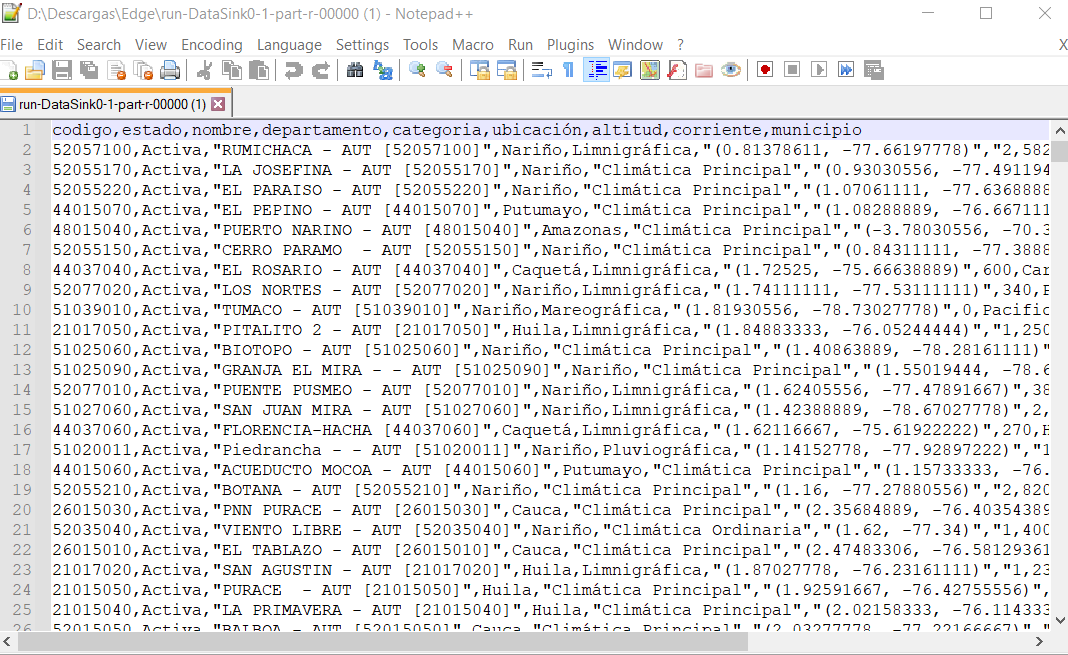 D:\Descargas\Edge\run-DataSink0-1-part-r-00000 (1) - Notepad++
File Edit Search View Encoding Language Settings Tools Macro Run Plugins Window ? X
run-DataSink0-1-part-r-00000 (1)
1 codigo,estado,nombre,departamento,categoria,ubicación,altitud,corriente,municipio
2 52057100,Activa,"RUMICHACA - AUT [52057100]",Nariño,Limnigráfica,"(0.81378611, -77.66197778)","2,582
3 52055170,Activa,"LA JOSEFINA - AUT [52055170]",Nariño,"Climática Principal","(0.93030556, -77.491194
4 52055220,Activa,"EL PARAISO - AUT [52055220]",Nariño,"Climática Principal","(1.07061111, -77.6368888
5 44015070,Activa,"EL PEPINO - AUT [44015070]",Putumayo,"Climática Principal","(1.08288889, -76.667111
6 48015040,Activa,"PUERTO NARINO - AUT [48015040]",Amazonas,"Climática Principal","(-3.78030556, -70.3
7 52055150,Activa,"CERRO PARAMO  - AUT [52055150]",Nariño,"Climática Principal","(0.84311111, -77.3888
8 44037040,Activa,"EL ROSARIO - AUT [44037040]",Caquetá,Limnigráfica,"(1.72525, -75.66638889)",600,Car
9 52077020,Activa,"LOS NORTES - AUT [52077020]",Nariño,Limnigráfica,"(1.74111111, -77.53111111)",340,P
10 51039010,Activa,"TUMACO - AUT [51039010]",Nariño,Mareográfica,"(1.81930556, -78.73027778)",0,Pacific
11 21017050,Activa,"PITALITO 2 - AUT [21017050]",Huila,Limnigráfica,"(1.84883333, -76.05244444)","1,250
12 51025060,Activa,"BIOTOPO - AUT [51025060]",Nariño,"Climática Principal","(1.40863889, -78.28161111)"
13 51025090,Activa,"GRANJA EL MIRA - - AUT [51025090]",Nariño,"Climática Principal","(1.55019444, -78.6
14 52077010,Activa,"PUENTE PUSMEO - AUT [52077010]",Nariño,Limnigráfica,"(1.62405556, -77.47891667)",38
15 51027060,Activa,"SAN JUAN MIRA - AUT [51027060]",Nariño,Limnigráfica,"(1.42388889, -78.67027778)",2,
16 44037060,Activa,"FLORENCIA-HACHA [44037060]",Caquetá,Limnigráfica,"(1.62116667, -75.61922222)",270,H
17 51020011,Activa,"Piedrancha - - [51020011]",Nariño,Pluviográfica,"(1.14152778, -77.92897222)","1
18 44015060,Activa,"ACUEDUCTO MOCOA - AUT [44015060]",Putumayo,"Climática Principal","(1.15733333, -76.
19 52055210,Activa,"BOTANA - AUT [52055210]",Nariño,"Climática Principal","(1.16, -77.27880556)","2,820
20 26015030,Activa,"PNN PURACE - AUT [26015030]",Cauca,"Climática Principal","(2.35684889, -76.40354389
21 52035040,Activa,"VIENTO LIBRE - AUT [52035040]",Nariño,"Climática Ordinaria","(1.62, -77.34)","1,400
22 26015010,Activa,"EL TABLAZO - AUT [26015010]",Cauca,"Climática Principal","(2.47483306, -76.58129361
23 21017020,Activa,"SAN AGUSTIN - AUT [21017020]",Huila,Limnigráfica,"(1.87027778, -76.23161111)","1,23
24 21015050,Activa,"PURACE  - AUT [21015050]",Huila,"Climática Principal","(1.92591667, -76.42755556)",
25 21015040,Activa,"LA PRIMAVERA - AUT [21015040]",Huila,"Climática Principal","(2.02158333, -76.114333
26 52015050,Activa,"BALBOA - AUT [52015050]",Cauca,"Climática Principal","(2.03277778, -77.22166667)","